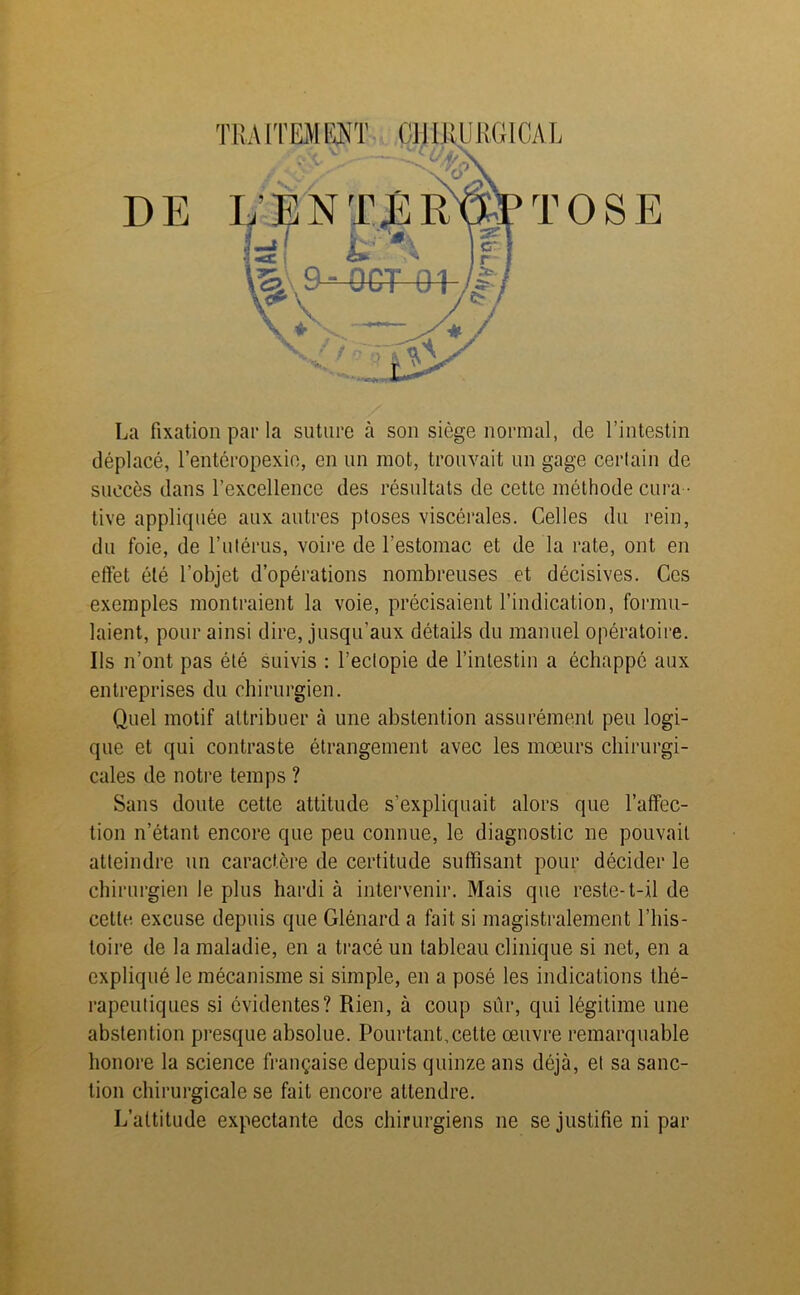 TRAITEMENT CHIRURGICAL
DE L'ENTÉROPTOSE
9-OCT 01
La fixation par la suture à son siège normal, de l'intestin
déplacé, l'entéropexie, en un mot, trouvait un gage certain de
succès dans l'excellence des résultats de cette méthode cura-
tive appliquée aux autres ptoses viscérales. Celles du rein,
du foie, de l'utérus, voire de l'estomac et de la rate, ont en
effet été l'objet d'opérations nombreuses et décisives. Ces
exemples montraient la voie, précisaient l'indication, formu-
laient, pour ainsi dire, jusqu'aux détails du manuel opératoire.
Ils n'ont pas été suivis : l'ectopie de l'intestin a échappé aux
entreprises du chirurgien.
Quel motif attribuer à une abstention assurément peu logi-
que et qui contraste étrangement avec les mœurs chirurgi-
cales de notre temps ?
Sans doute cette attitude s'expliquait alors que l'affec-
tion n'étant encore que peu connue, le diagnostic ne pouvait
atteindre un caractère de certitude suffisant pour décider le
chirurgien le plus hardi à intervenir. Mais que reste-t-il de
cette excuse depuis que Glénard a fait si magistralement l'his-
toire de la maladie, en a tracé un tableau clinique si net, en a
expliqué le mécanisme si simple, en a posé les indications thé-
rapeutiques si évidentes? Rien, à coup sûr, qui légitime une
abstention presque absolue. Pourtant, cette œuvre remarquable
honore la science française depuis quinze ans déjà, et sa sanc-
tion chirurgicale se fait encore attendre.
L'attitude expectante des chirurgiens ne se justifie ni par